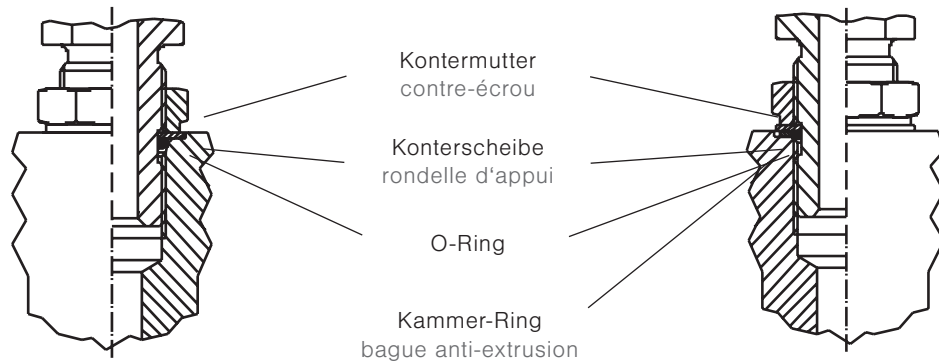 Kontermutter
contre-écrou
Konterscheibe
rondelle d‘appui
O-Ring
Kammer-Ring
bague anti-extrusion